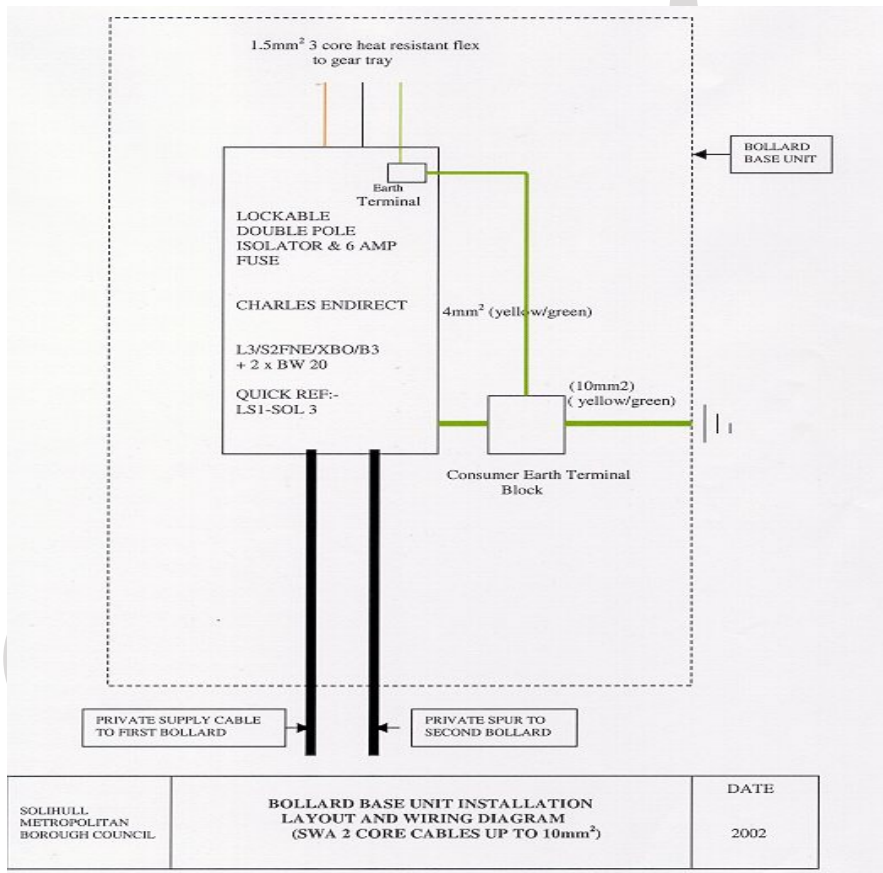 1.5mm² 3 core heat resistant flex
to gear tray
BOLLARD
BASE UNIT
Earth
Terminal
LOCKABLE
DOUBLE POLE
ISOLATOR & 6 AMP
FUSE
CHARLES ENDIRECT
4mm² (yellow/green)
L3/S2FNE/XBO/B3
+ 2 x BW 20
QUICK REF:-
LS1-SOL 3
(10mm2)
( yellow/green)
Consumer Earth Terminal
Block
PRIVATE SUPPLY CABLE
TO FIRST BOLLARD
PRIVATE SPUR TO
SECOND BOLLARD
SOLIHULL
METROPOLITAN
BOROUGH COUNCIL
BOLLARD BASE UNIT INSTALLATION
LAYOUT AND WIRING DIAGRAM
(SWA 2 CORE CABLES UP TO 10mm²)
DATE
2002